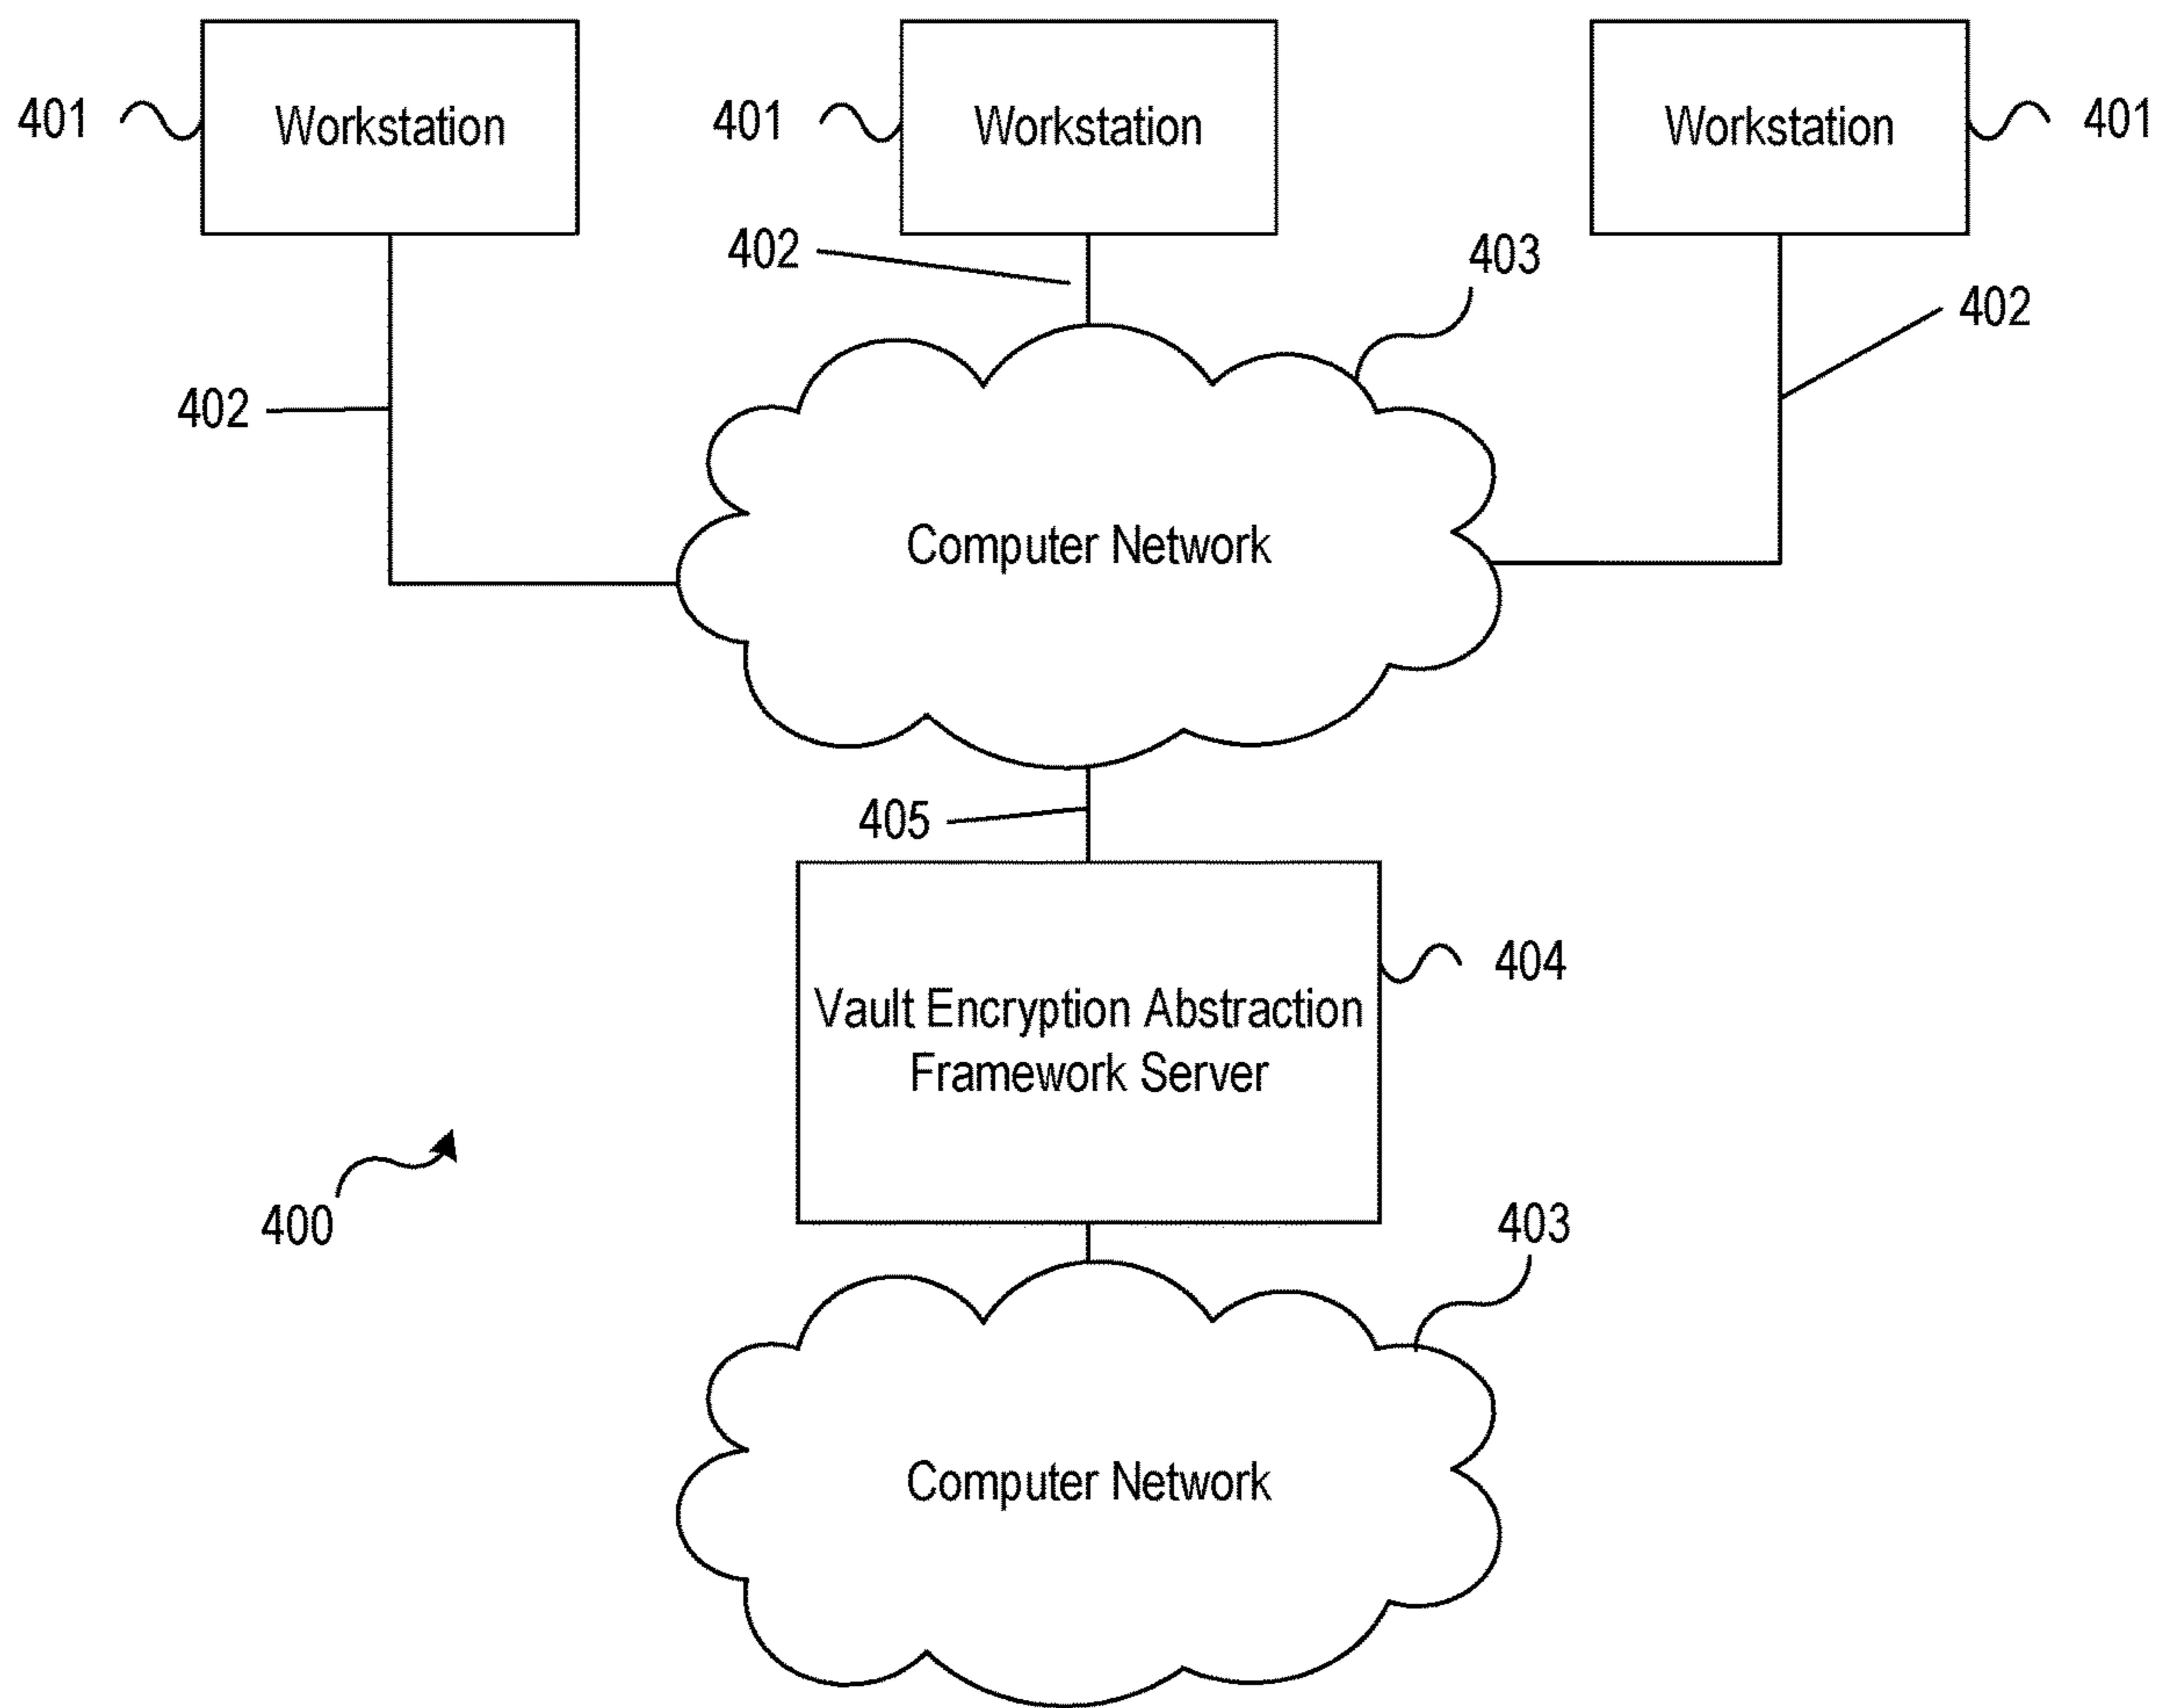 401
Workstation
401
Workstation
Workstation
401
402
403
402
402
Computer Network
405
404
Vault Encryption Abstraction
Framework Server
400
403
Computer Network